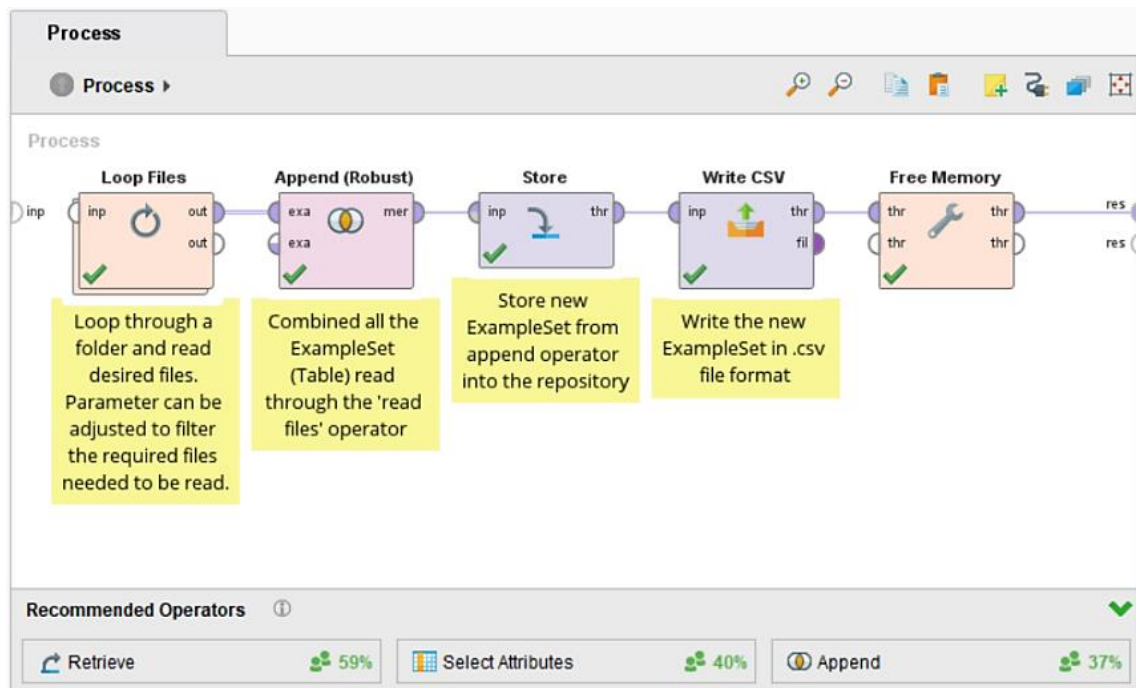 Process
Process
Process
Loop Files
Append (Robust)
Store
Write CSV
Free Memory
inp
inp
out
out
exa
mer
exa
inp
thr
inp
thr
fil
thr
thr
thr
thr
res
res
Loop through a
folder and read
desired files.
Parameter can be
adjusted to filter
the required files
needed to be read.
Combined all the
ExampleSet
(Table) read
through the 'read
files' operator
Store new
ExampleSet from
append operator
into the repository
Write the new
ExampleSet in .csv
file format
Recommended Operators
Retrieve
59%
Select Attributes
40%
Append
37%